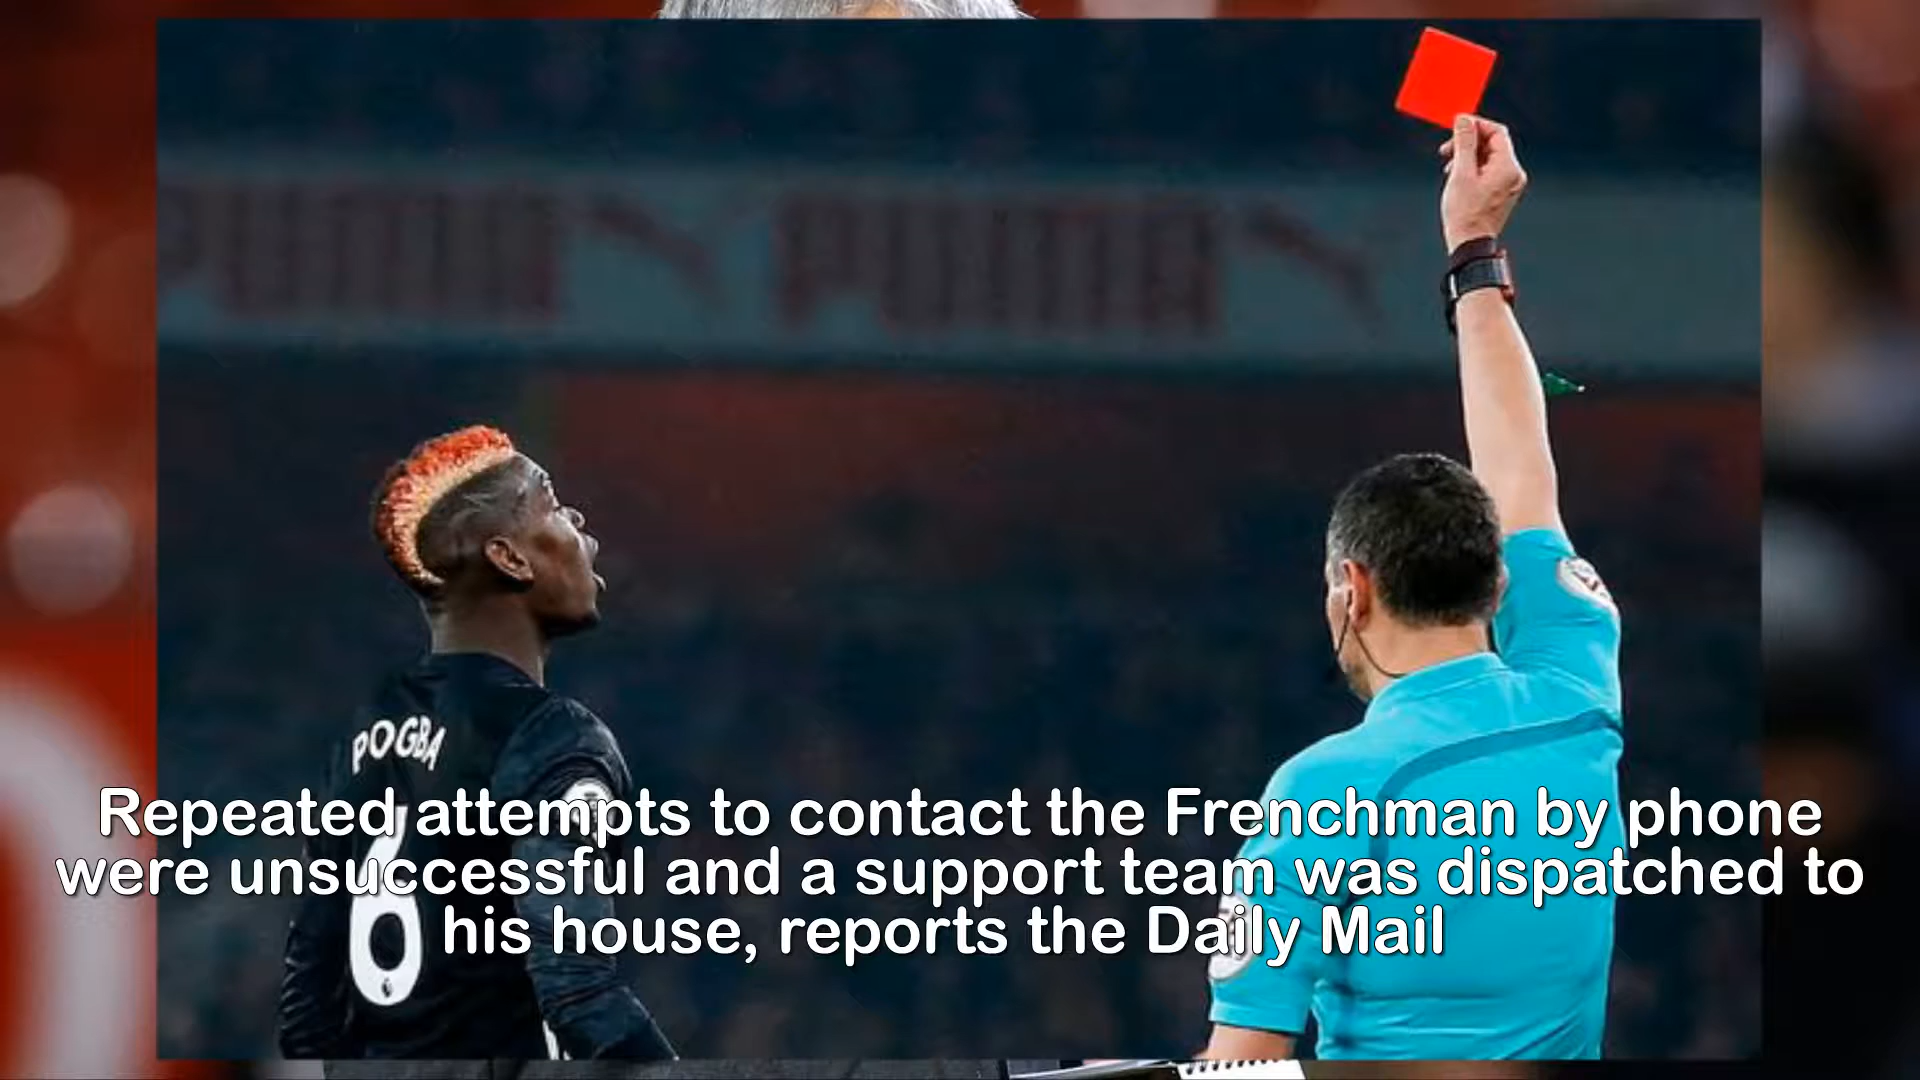 PUMA PUMA
POGBA
6
Repeated attempts to contact the Frenchman by phone
were unsuccessful and a support team was dispatched to
his house, reports the Daily Mail